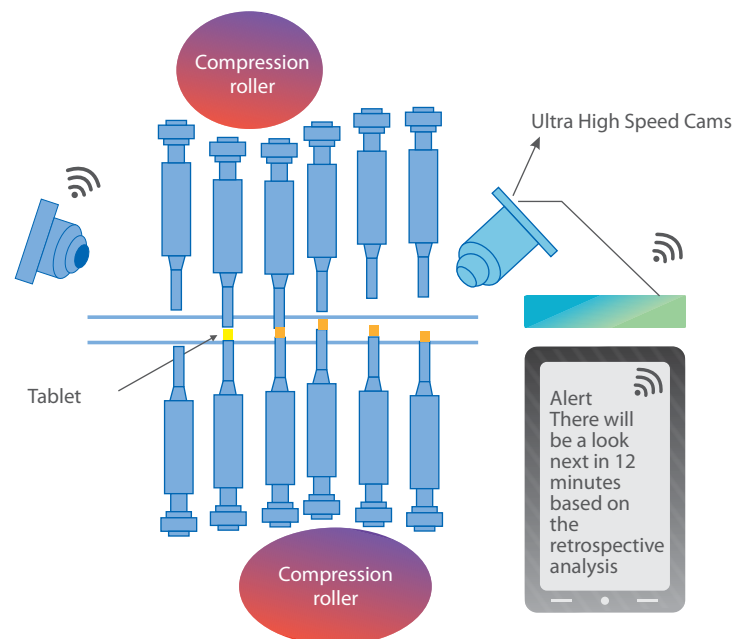 Compression
roller
Ultra High Speed Cams
Tablet
Alert
There will
be a look
next in 12
minutes
based on
the
retrospective
analysis
Compression
roller